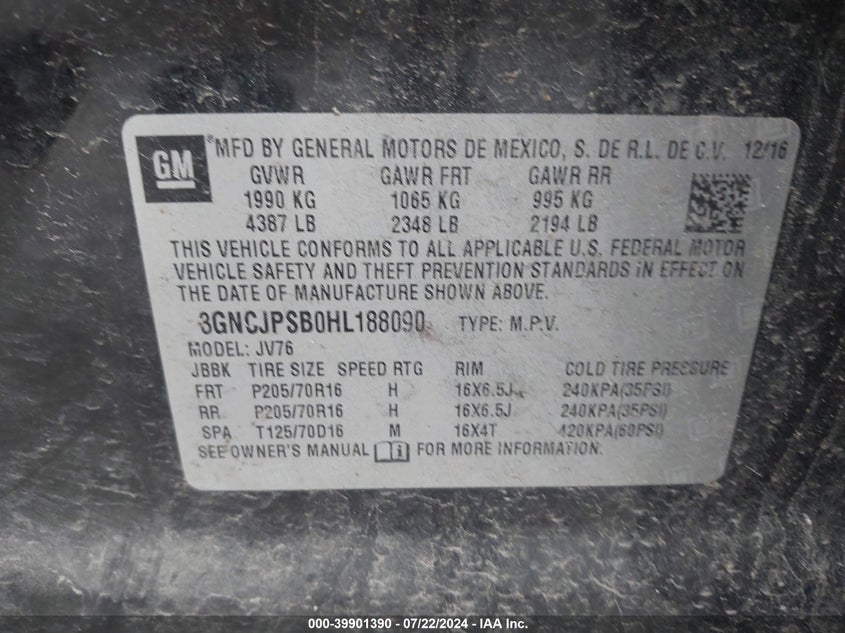 GM ® MFD BY GENERAL MOTORS DE MEXICO, S. DE R.L. DE C.V. 12/16
GVWR GAWR FRT GAWR RR
1990 KG 1065 KG 995 KG
4387 LB 2348 LB 2194 LB
THIS VEHICLE CONFORMS TO ALL APPLICABLE U.S. FEDERAL MOTOR
VEHICLE SAFETY AND THEFT PREVENTION STANDARDS IN EFFECT ON
THE DATE OF MANUFACTURE SHOWN ABOVE.
3GNCJPSB0HL188090 TYPE: M.P.V.
MODEL: JV76
JBBK TIRE SIZE SPEED RTG RIM COLD TIRE PRESSURE
FRT P205/70R16 H 16X6.5J 240KPA(35PSI)
RR P205/70R16 H 16X6.5J 240KPA(35PSI)
SPA T125/70D16 M 16X4T 420KPA(60PSI)
SEE OWNER'S MANUAL i FOR MORE INFORMATION.
000-39901390 - 07/22/2024 - IAAI Inc.